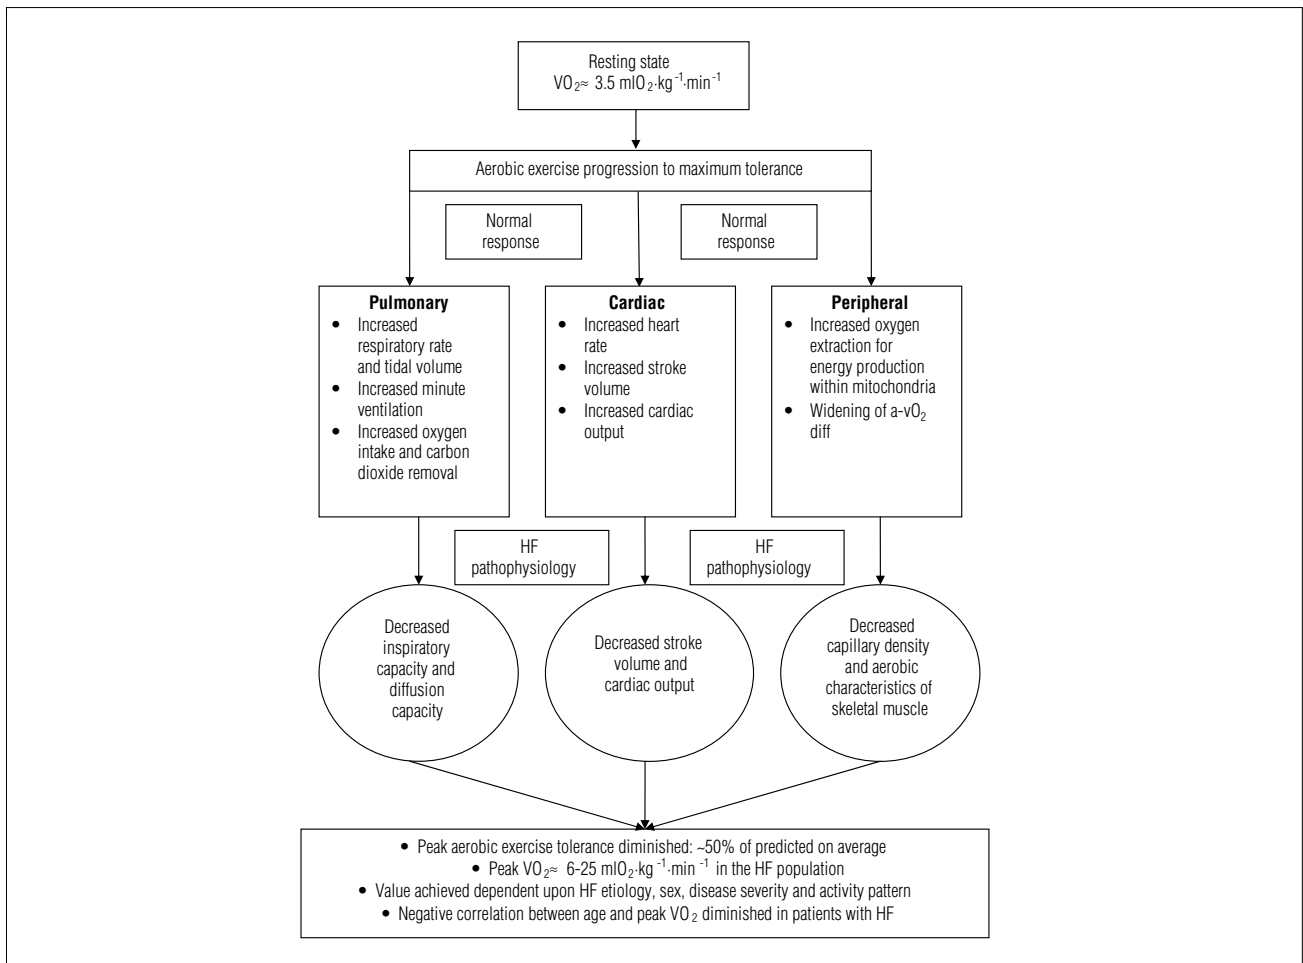 Resting state
VO₂≈ 3.5 mlO₂·kg⁻¹·min⁻¹
Aerobic exercise progression to maximum tolerance
Normal
response
Normal
response
Pulmonary
• Increased
respiratory rate
and tidal volume
• Increased minute
ventilation
• Increased oxygen
intake and carbon
dioxide removal
Cardiac
• Increased heart
rate
• Increased stroke
volume
• Increased cardiac
output
Peripheral
• Increased oxygen
extraction for
energy production
within mitochondria
• Widening of a-vO₂
diff
HF
pathophysiology
HF
pathophysiology
Decreased
inspiratory
capacity and
diffusion
capacity
Decreased stroke
volume and
cardiac output
Decreased
capillary density
and aerobic
characteristics of
skeletal muscle
• Peak aerobic exercise tolerance diminished: ~50% of predicted on average
• Peak VO₂≈ 6-25 mlO₂·kg⁻¹·min⁻¹ in the HF population
• Value achieved dependent upon HF etiology, sex, disease severity and activity pattern
• Negative correlation between age and peak VO₂ diminished in patients with HF